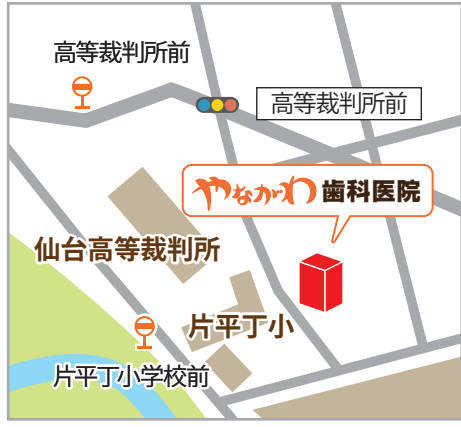 高等裁判所前
高等裁判所前
やながわ歯科医院
仙台高等裁判所
片平丁小
片平丁小学校前